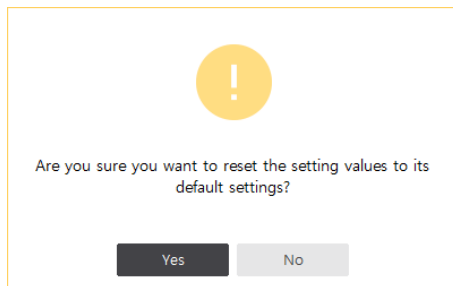 !
Are you sure you want to reset the setting values to its
default settings?
Yes
No